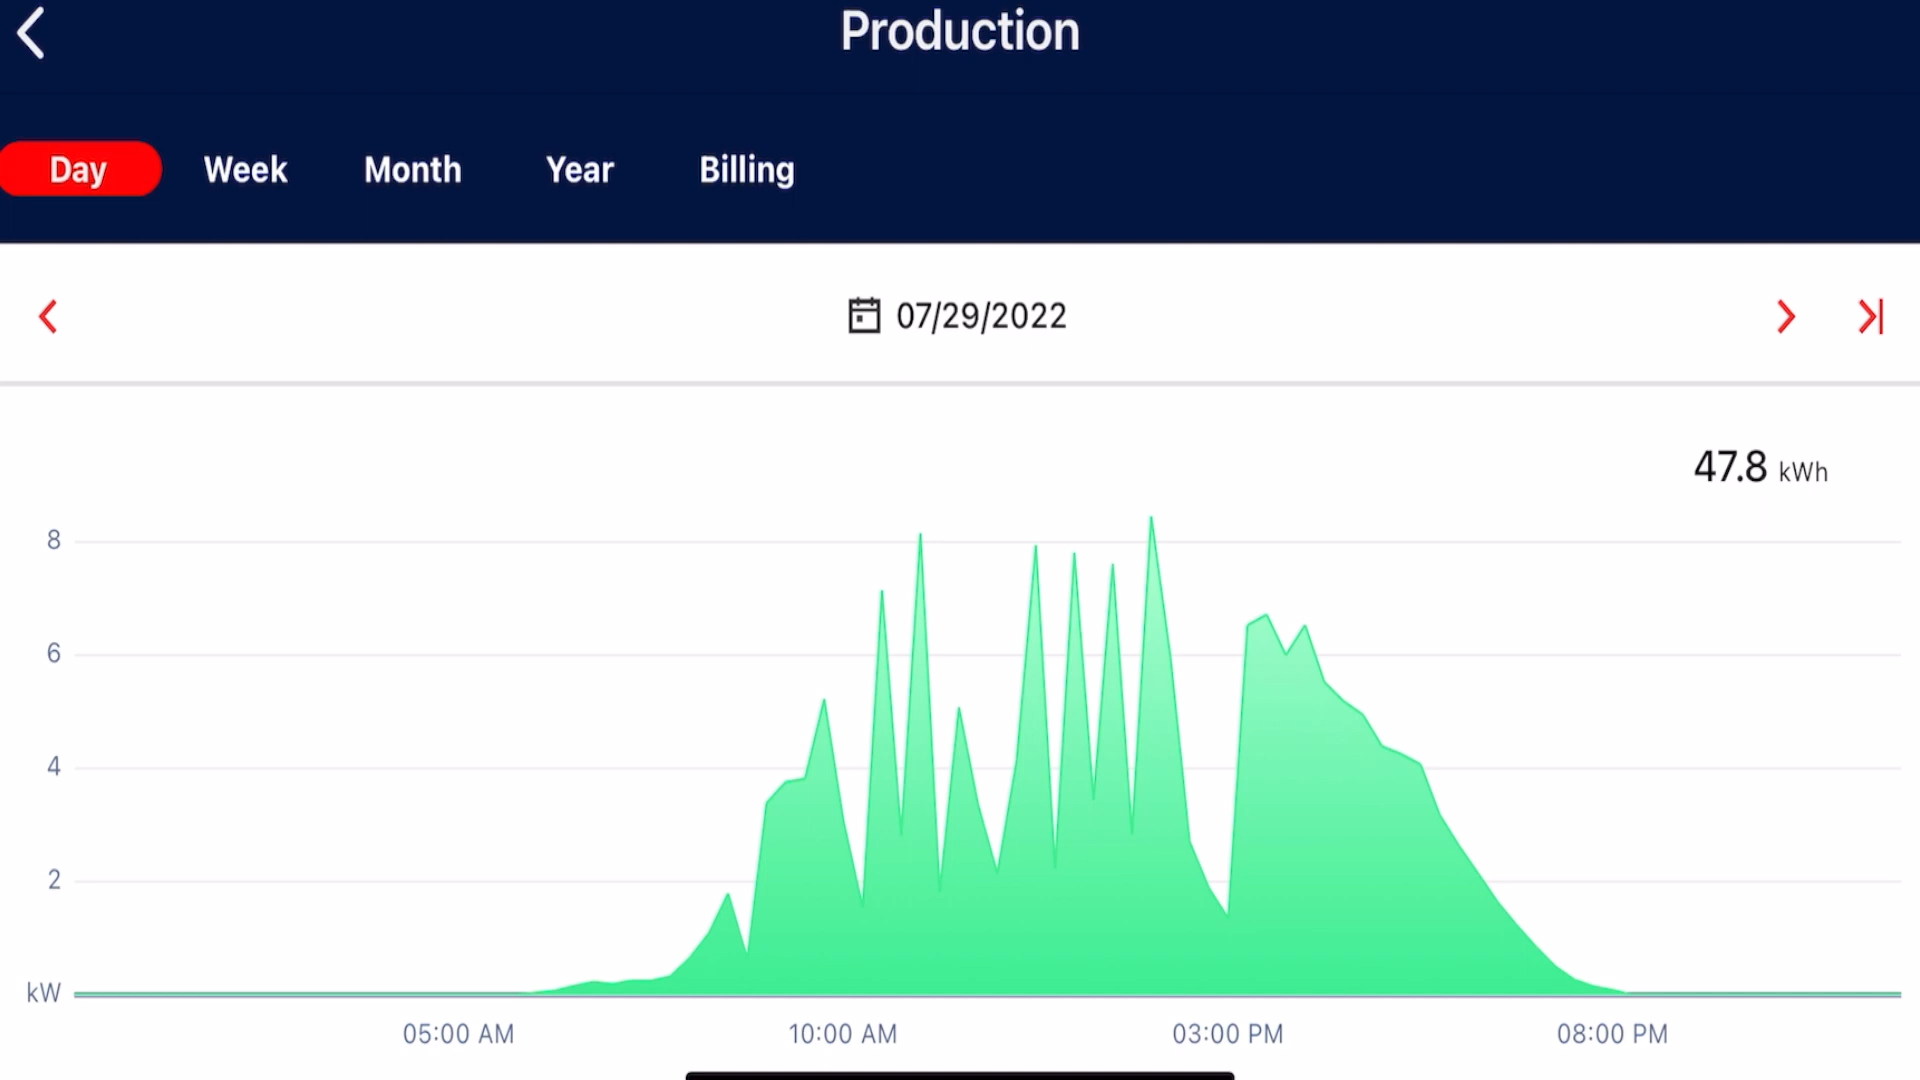 Production
Day Week Month Year Billing
07/29/2022
47.8 kWh
8
6
4
2
kW
05:00 AM 10:00 AM 03:00 PM 08:00 PM